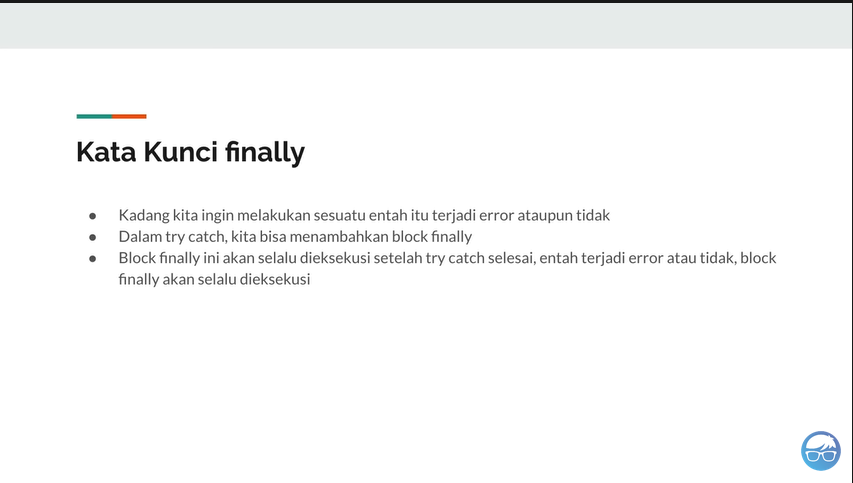 Kata Kunci finally
● Kadang kita ingin melakukan sesuatu entah itu terjadi error ataupun tidak
● Dalam try catch, kita bisa menambahkan block finally
● Block finally ini akan selalu dieksekusi setelah try catch selesai, entah terjadi error atau tidak, block
finally akan selalu dieksekusi